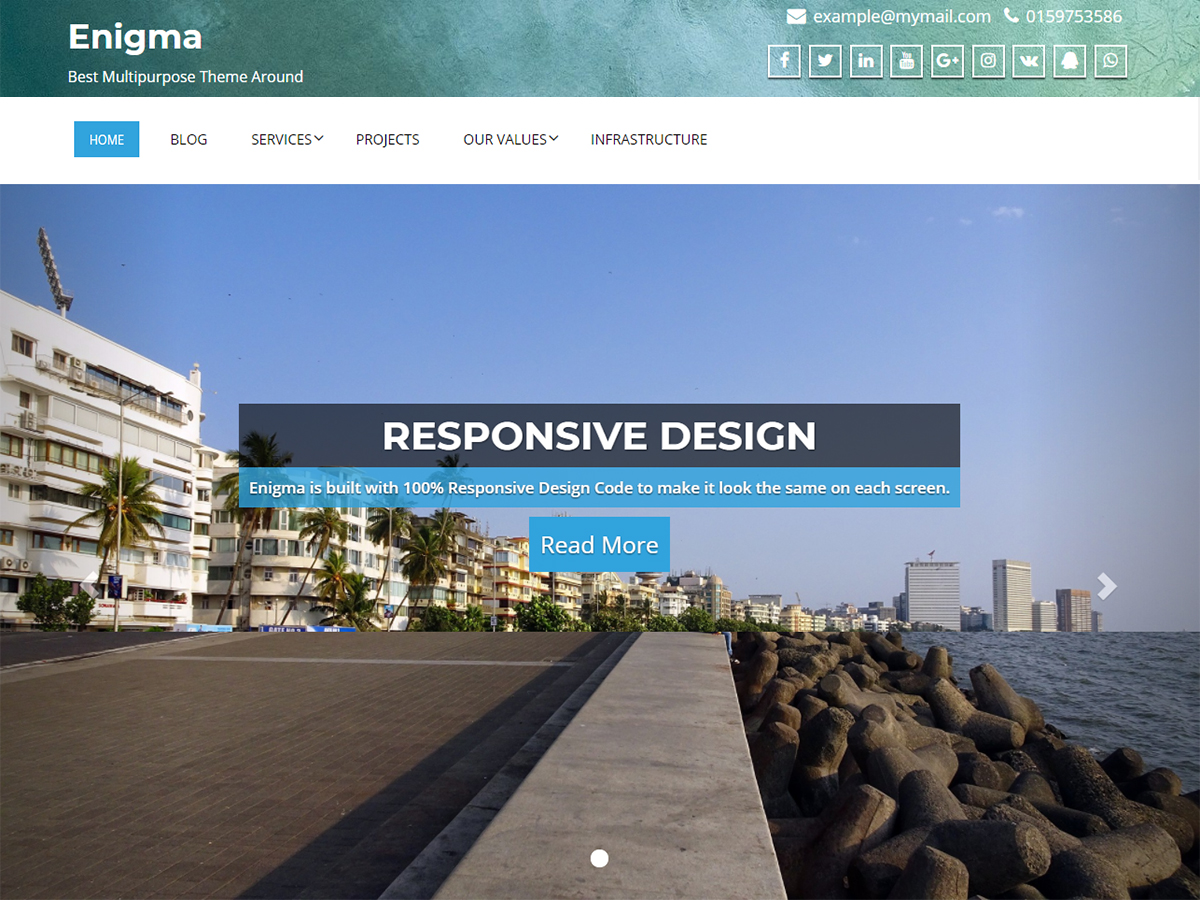 Enigma
Best Multipurpose Theme Around
example@mymail.com 0159753586
HOME BLOG SERVICES PROJECTS OUR VALUES INFRASTRUCTURE
RESPONSIVE DESIGN
Enigma is built with 100% Responsive Design Code to make it look the same on each screen.
Read More